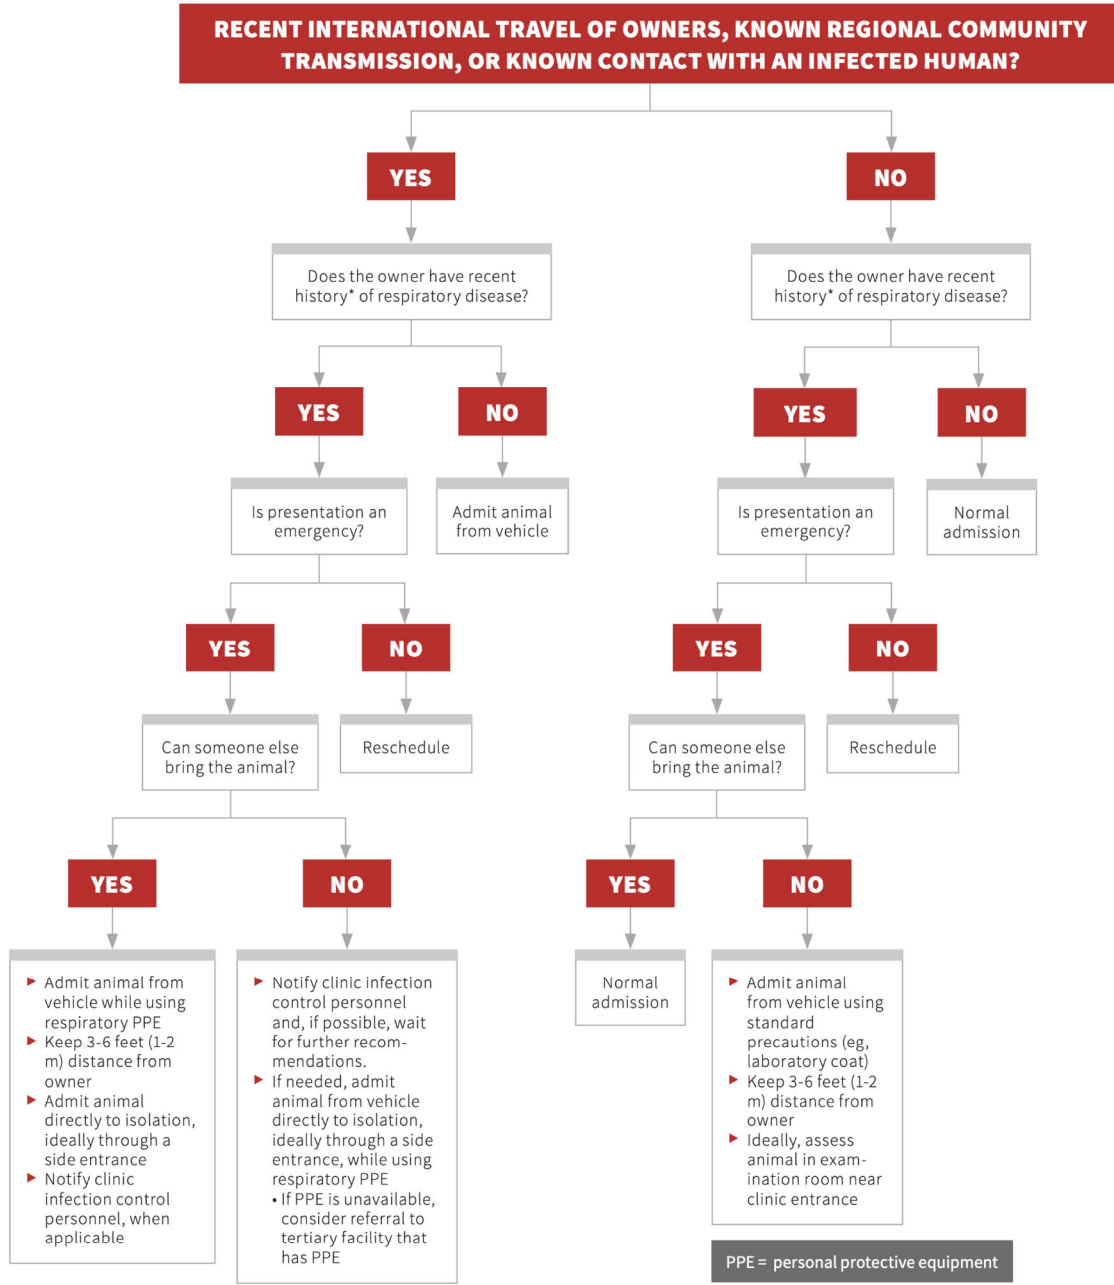 RECENT INTERNATIONAL TRAVEL OF OWNERS, KNOWN REGIONAL COMMUNITY
TRANSMISSION, OR KNOWN CONTACT WITH AN INFECTED HUMAN?
YES
NO
Does the owner have recent
history* of respiratory disease?
Does the owner have recent
history* of respiratory disease?
YES
NO
YES
NO
Is presentation an
emergency?
Admit animal
from vehicle
Is presentation an
emergency?
Normal
admission
YES
NO
YES
NO
Can someone else
bring the animal?
Reschedule
Can someone else
bring the animal?
Reschedule
YES
NO
YES
NO
▶ Admit animal from
vehicle while using
respiratory PPE
▶ Keep 3-6 feet (1-2
m) distance from
owner
▶ Admit animal
directly to isolation,
ideally through a
side entrance
▶ Notify clinic
infection control
personnel, when
applicable
▶ Notify clinic infection
control personnel
and, if possible, wait
for further recom-
mendations.
▶ If needed, admit
animal from vehicle
directly to isolation,
ideally through a side
entrance, while using
respiratory PPE
• If PPE is unavailable,
consider referral to
tertiary facility that
has PPE
Normal
admission
▶ Admit animal
from vehicle using
standard
precautions (eg,
laboratory coat)
▶ Keep 3-6 feet (1-2
m) distance from
owner
▶ Ideally, assess
animal in exam-
ination room near
clinic entrance
PPE = personal protective equipment